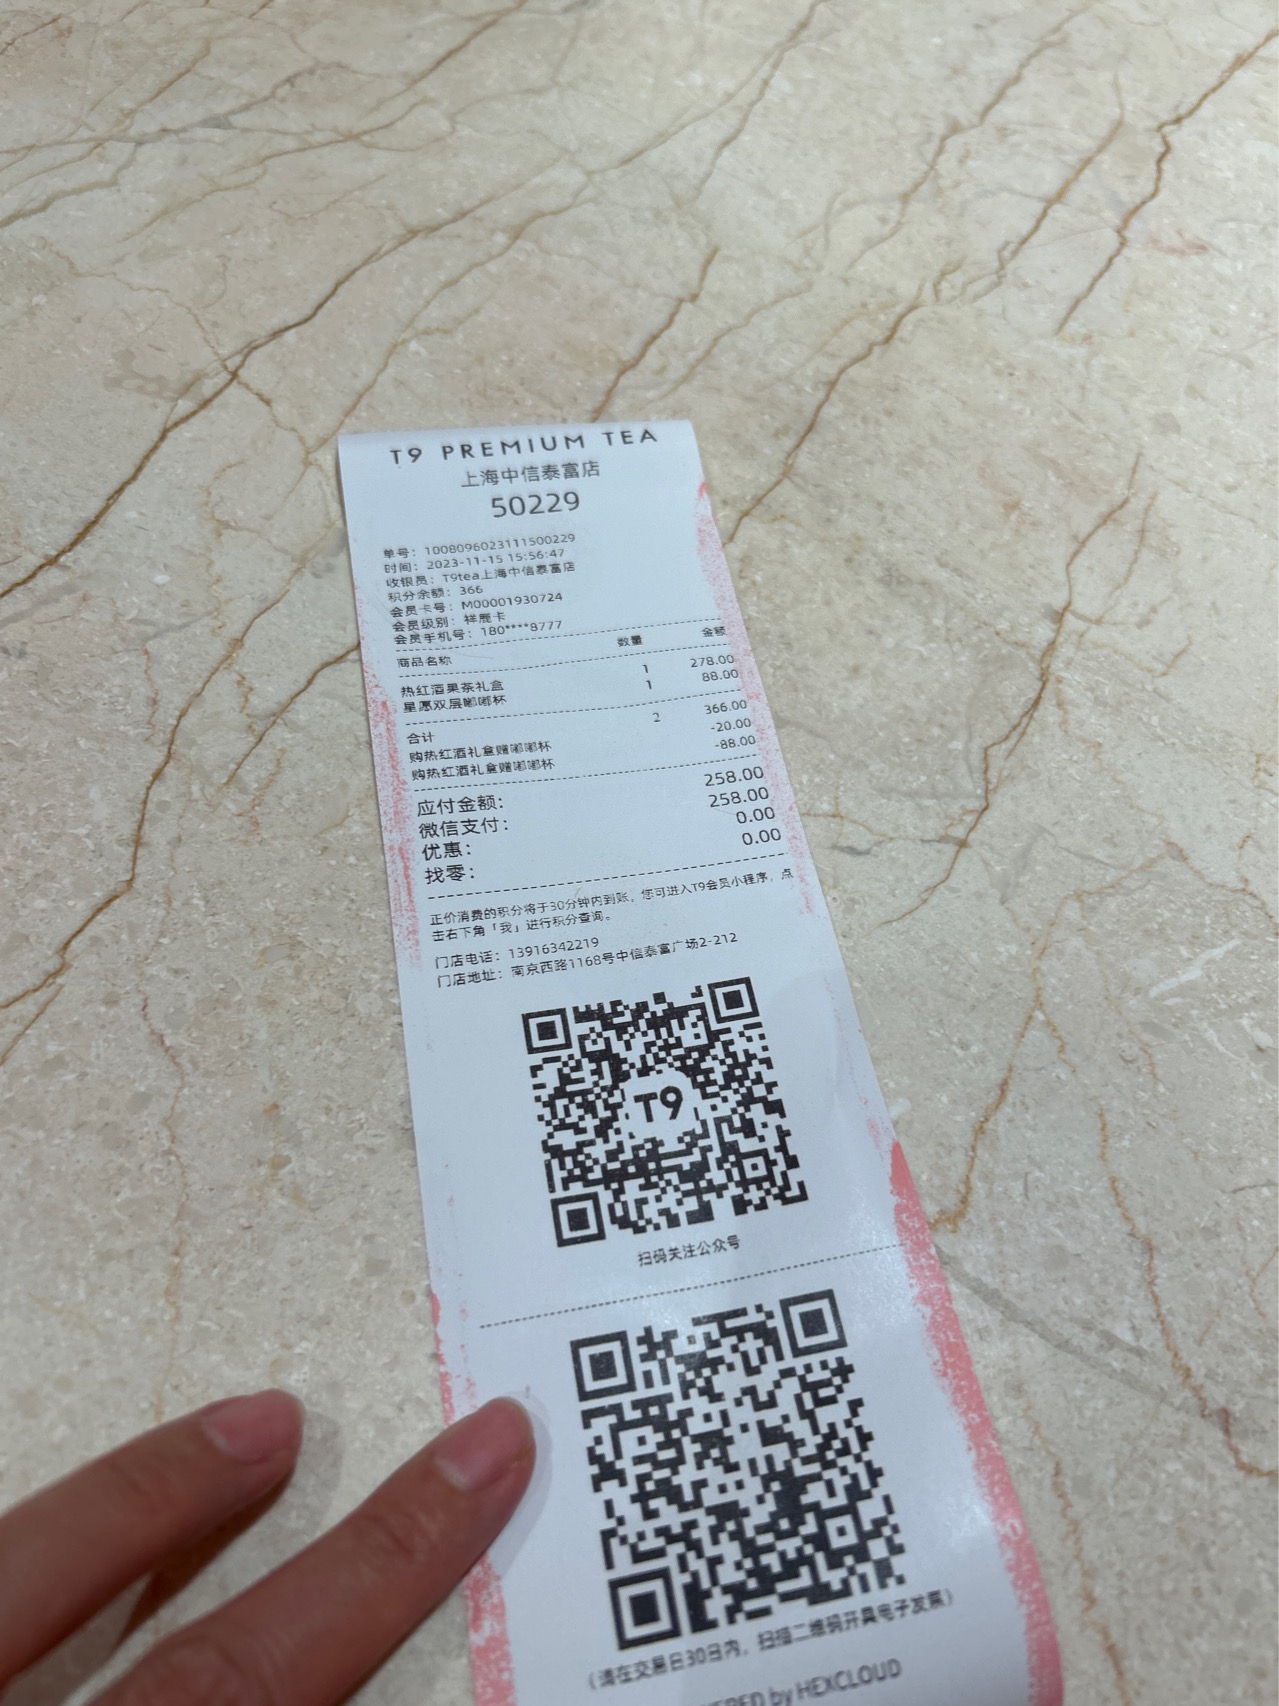 T9 PREMIUM TEA
上海中信泰富店
50229
单号：1008096023111500229
时间：2023-11-15 15:56:47
收银员：T9tea上海中信泰富店
积分余额：366
会员卡号：M00001930724
会员级别：祥鹿卡
会员手机号：180****8777
商品名称 数量 金额
热红酒果茶礼盒 1 278.00
星愿双层嘟嘟杯 1 88.00
合计 2 366.00
购热红酒礼盒赠嘟嘟杯 -20.00
购热红酒礼盒赠嘟嘟杯 -88.00
应付金额： 258.00
微信支付： 258.00
优惠： 0.00
找零： 0.00
正价消费的积分将于30分钟内到账，您可进入T9会员小程序，点
击右下角「我」进行积分查询。
门店电话：13916342219
门店地址：南京西路1168号中信泰富广场2-212
T9
扫码关注公众号
（请在交易日30日内，扫描二维码开具电子发票）
by HEXCLOUD